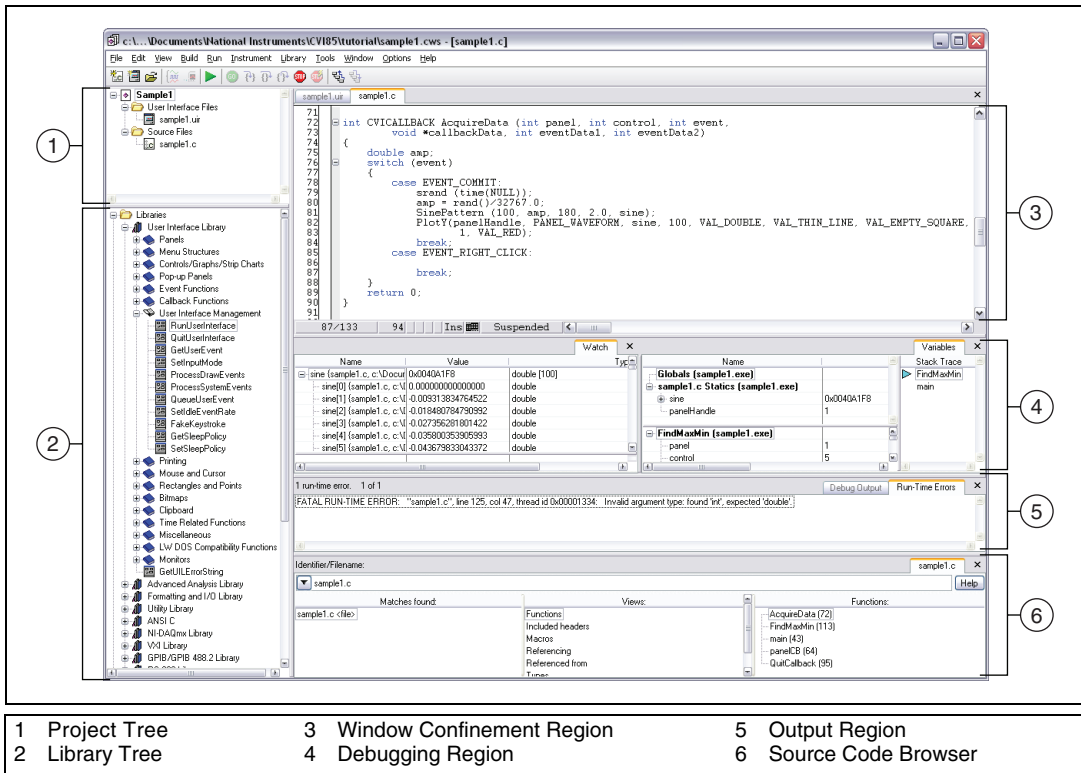 c:\...\Documents\National Instruments\CVI85\tutorial\sample1.cws - [sample1.c]
File Edit View Build Run Instrument Library Tools Window Options Help
1
Sample1
User Interface Files
sample1.uir
Source Files
sample1.c
2
Libraries
User Interface Library
Panels
Menu Structures
Controls/Graphs/Strip Charts
Pop-up Panels
Event Functions
Callback Functions
User Interface Management
RunUserInterface
QuitUserInterface
GetUserEvent
SetInputMode
ProcessDrawEvents
ProcessSystemEvents
QueueUserEvent
SetIdleEventRate
FakeKeystroke
GetSleepPolicy
SetSleepPolicy
Printing
Mouse and Cursor
Rectangles and Points
Bitmaps
Clipboard
Time Related Functions
Miscellaneous
LW DOS Compatibility Functions
Monitors
GetUILErrorString
Advanced Analysis Library
Formatting and I/O Library
Utility Library
ANSI C
NI-DAQmx Library
VXI Library
GPIB/GPIB 488.2 Library
sample1.uir sample1.c
71
72 int CVICALLBACK AcquireData (int panel, int control, int event,
73 void *callbackData, int eventData1, int eventData2)
74 {
75 double amp;
76 switch (event)
77 {
78 case EVENT_COMMIT:
79 srand (time(NULL));
80 amp = rand()/32767.0;
81 SinePattern (100, amp, 180, 2.0, sine);
82 PlotY(panelHandle, PANEL_WAVEFORM, sine, 100, VAL_DOUBLE, VAL_THIN_LINE, VAL_EMPTY_SQUARE,
83 1, VAL_RED);
84 break;
85 case EVENT_RIGHT_CLICK:
86
87 break;
88 }
89 return 0;
90 }
91
87/133 94 Ins Suspended
3
Watch
Name Value Typ
sine (sample1.c, c:\Docur 0x0040A1F8 double [100]
sine[0] (sample1.c, c:\ 0.000000000000000 double
sine[1] (sample1.c, c:\ -0.009313834764522 double
sine[2] (sample1.c, c:\ -0.018480784790992 double
sine[3] (sample1.c, c:\ -0.027356281801422 double
sine[4] (sample1.c, c:\ -0.035800353905993 double
sine[5] (sample1.c, c:\ -0.043679833043372 double
Variables
Name
Globals (sample1.exe)
sample1.c Statics (sample1.exe)
sine 0x0040A1F8
panelHandle 1
FindMaxMin (sample1.exe)
panel 1
control 5
Stack Trace
FindMaxMin
main
4
1 run-time error. 1 of 1
Debug Output Run-Time Errors
FATAL RUN-TIME ERROR: "sample1.c", line 125, col 47, thread id 0x00001334: Invalid argument type: found 'int', expected 'double'.
5
Identifier/Filename: sample1.c
sample1.c Help
Matches found: Views: Functions:
sample1.c <file>
Functions
Included headers
Macros
Referencing
Referenced from
Types
AcquireData (72)
FindMaxMin (113)
main (43)
panelCB (64)
QuitCallback (95)
6
1 Project Tree 3 Window Confinement Region 5 Output Region
2 Library Tree 4 Debugging Region 6 Source Code Browser